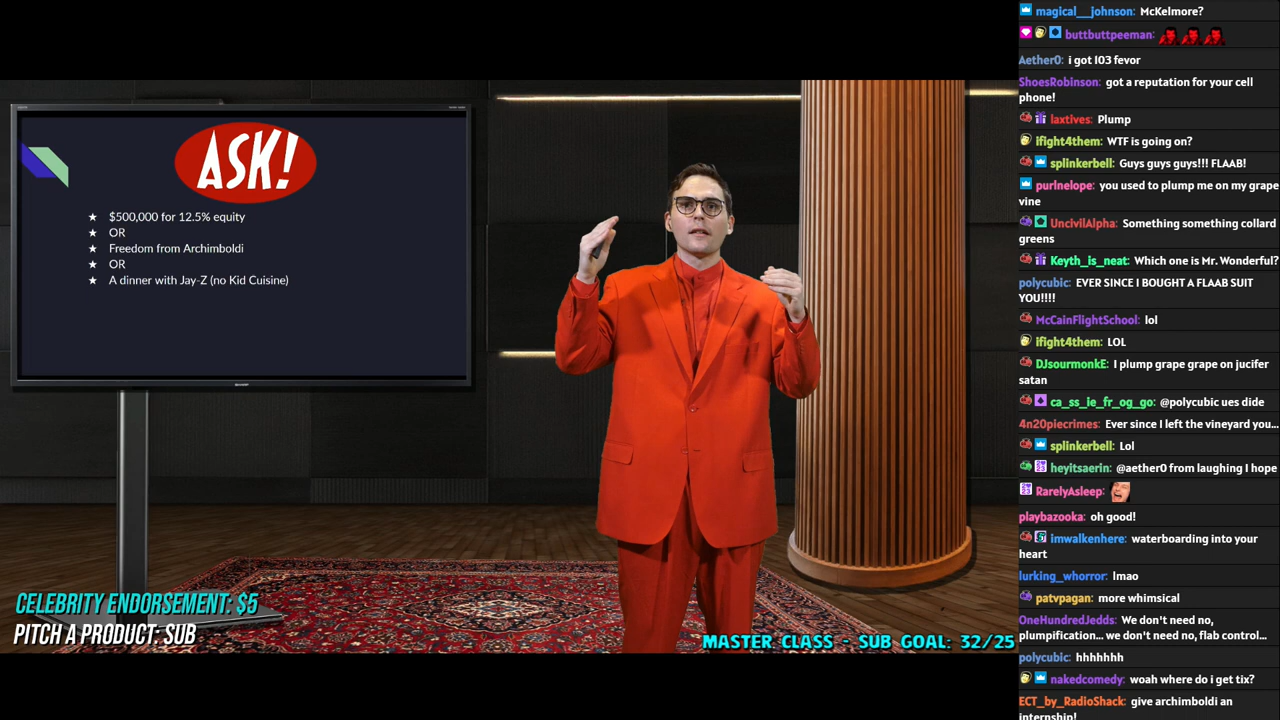 ASK!
★ $500,000 for 12.5% equity
★ OR
★ Freedom from Archimboldi
★ OR
★ A dinner with Jay-Z (no Kid Cuisine)
CELEBRITY ENDORSEMENT: $5
PITCH A PRODUCT: SUB
MASTER CLASS - SUB GOAL: 32/25
magical__johnson: McKelmore?
buttbuttpeeman:
Aether0: i got 103 fevor
ShoesRobinson: got a reputation for your cell
phone!
laxtives: Plump
ifight4them: WTF is going on?
splinkerbell: Guys guys guys!!! FLAAB!
purinelope: you used to plump me on my grape
vine
UncivilAlpha: Something something collard
greens
Keyth_is_neat: Which one is Mr. Wonderful?
polycubic: EVER SINCE I BOUGHT A FLAAB SUIT
YOU!!!!
McCainFlightSchool: lol
ifight4them: LOL
DJsourmonkE: I plump grape grape on jucifer
satan
ca_ss_ie_fr_og_go: @polycubic ues dide
4n20piecrimes: Ever since I left the vineyard you...
splinkerbell: Lol
heyitsaerin: @aether0 from laughing I hope
RarelyAsleep:
playbazooka: oh good!
imwalkenhere: waterboarding into your
heart
lurking_whorror: lmao
patvpagan: more whimsical
OneHundredJedds: We don't need no,
plumpification... we don't need no, flab control...
polycubic: hhhhhhh
nakedcomedy: woah where do i get tix?
ECT_by_RadioShack: give archimboldi an
internship!